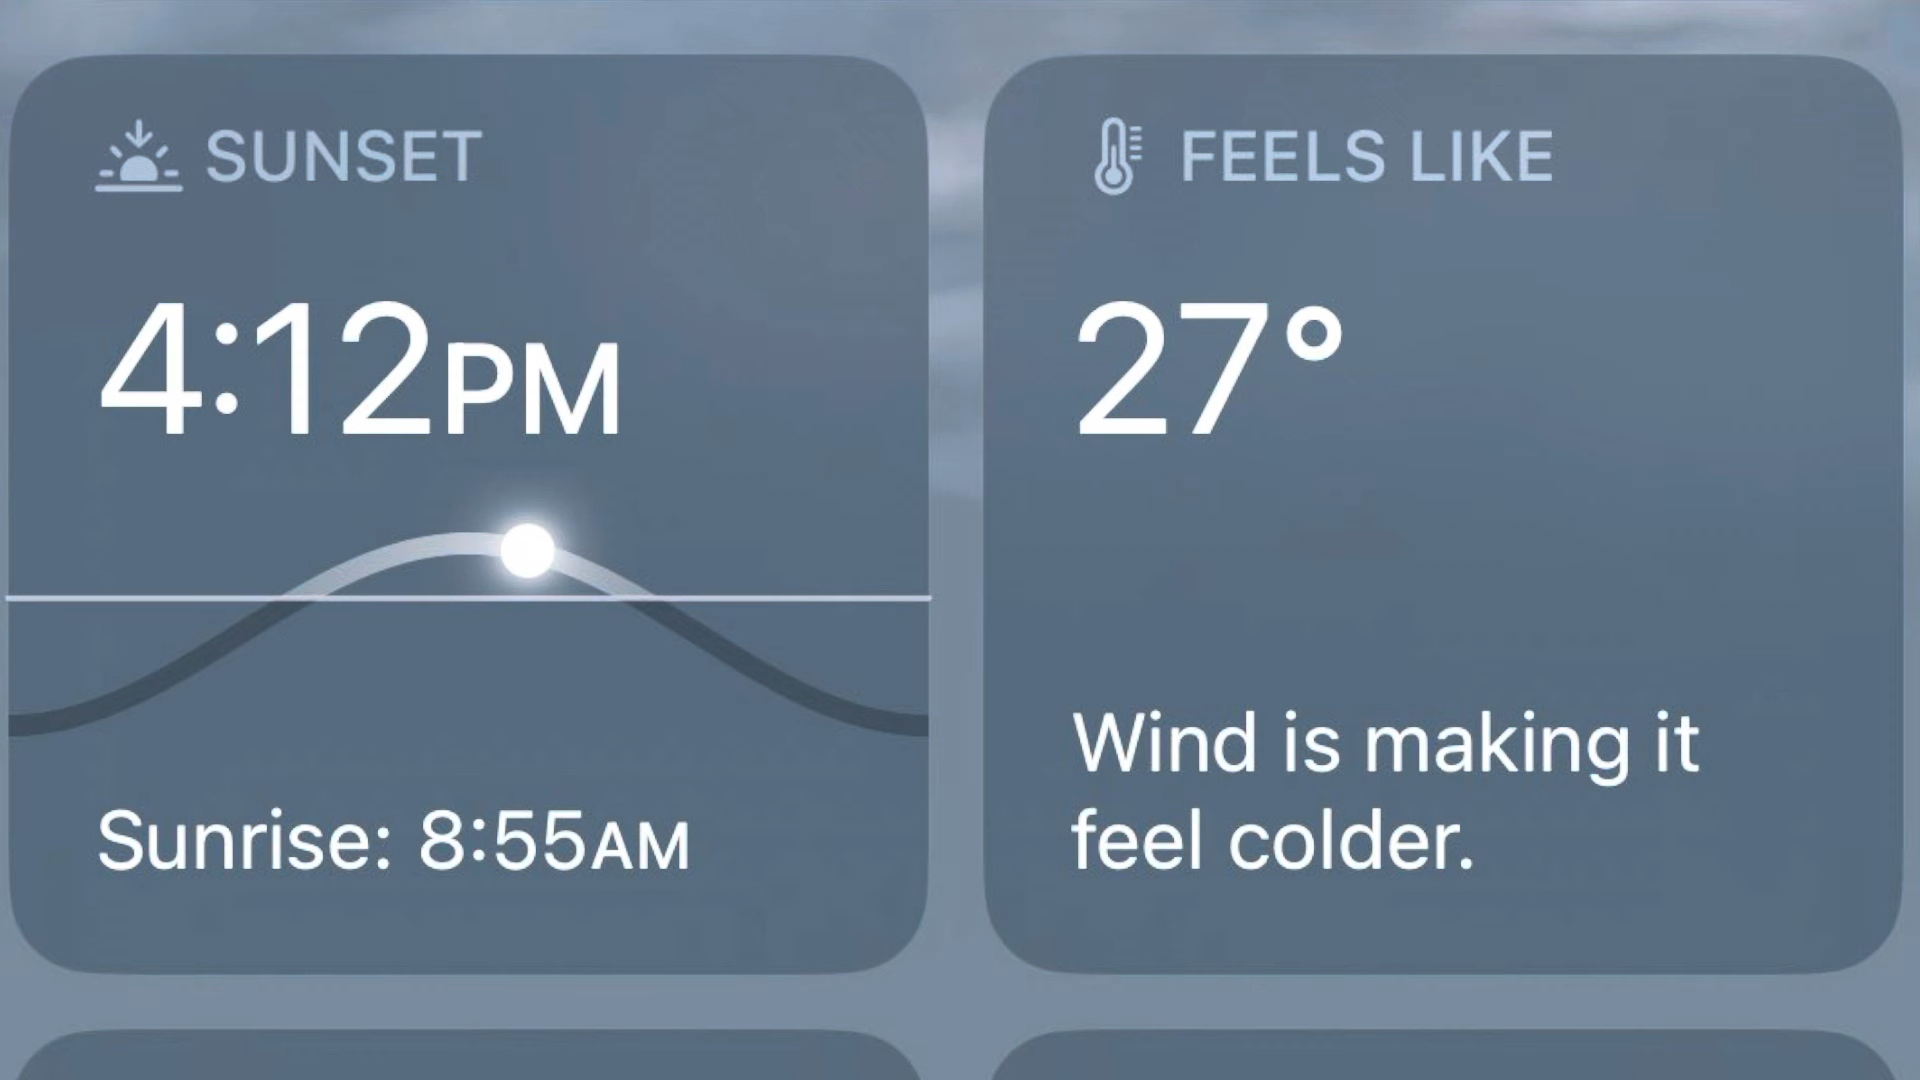 SUNSET
4:12PM
Sunrise: 8:55AM
FEELS LIKE
27°
Wind is making it
feel colder.